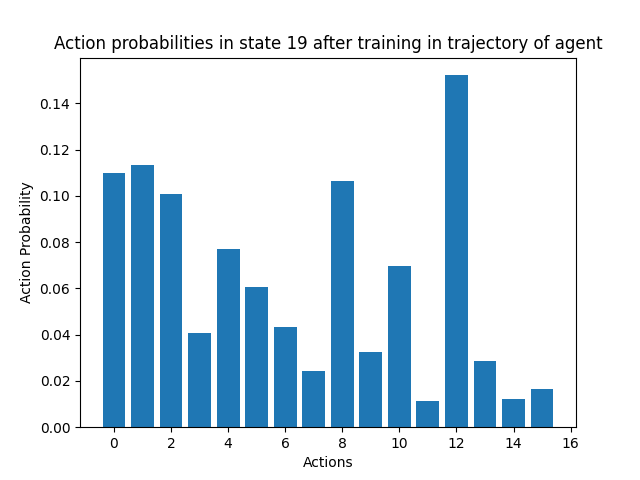 Action probabilities in state 19 after training in trajectory of agent
Action Probability
0.14
0.12
0.10
0.08
0.06
0.04
0.02
0.00
0 2 4 6 8 10 12 14 16
Actions